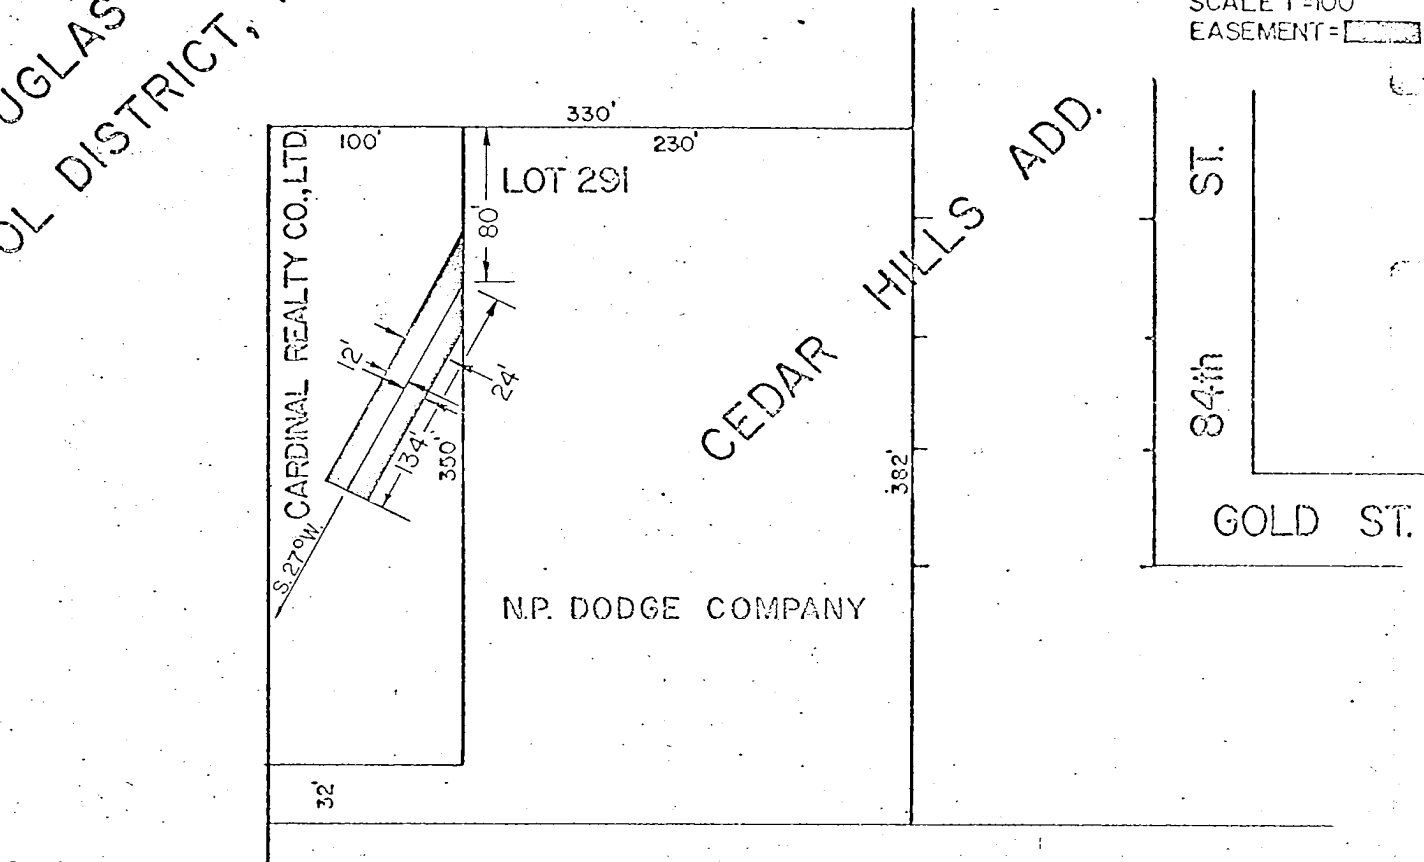 UGLAS
OL DISTRICT,
SCALE 1"=100'
EASEMENT=
330'
100'
230'
LOT 291
80'
CARDINAL REALTY CO., LTD.
12'
24'
134'
350'
S. 27° W.
CEDAR HILLS ADD.
382'
N.P. DODGE COMPANY
32'
84th ST.
GOLD ST.